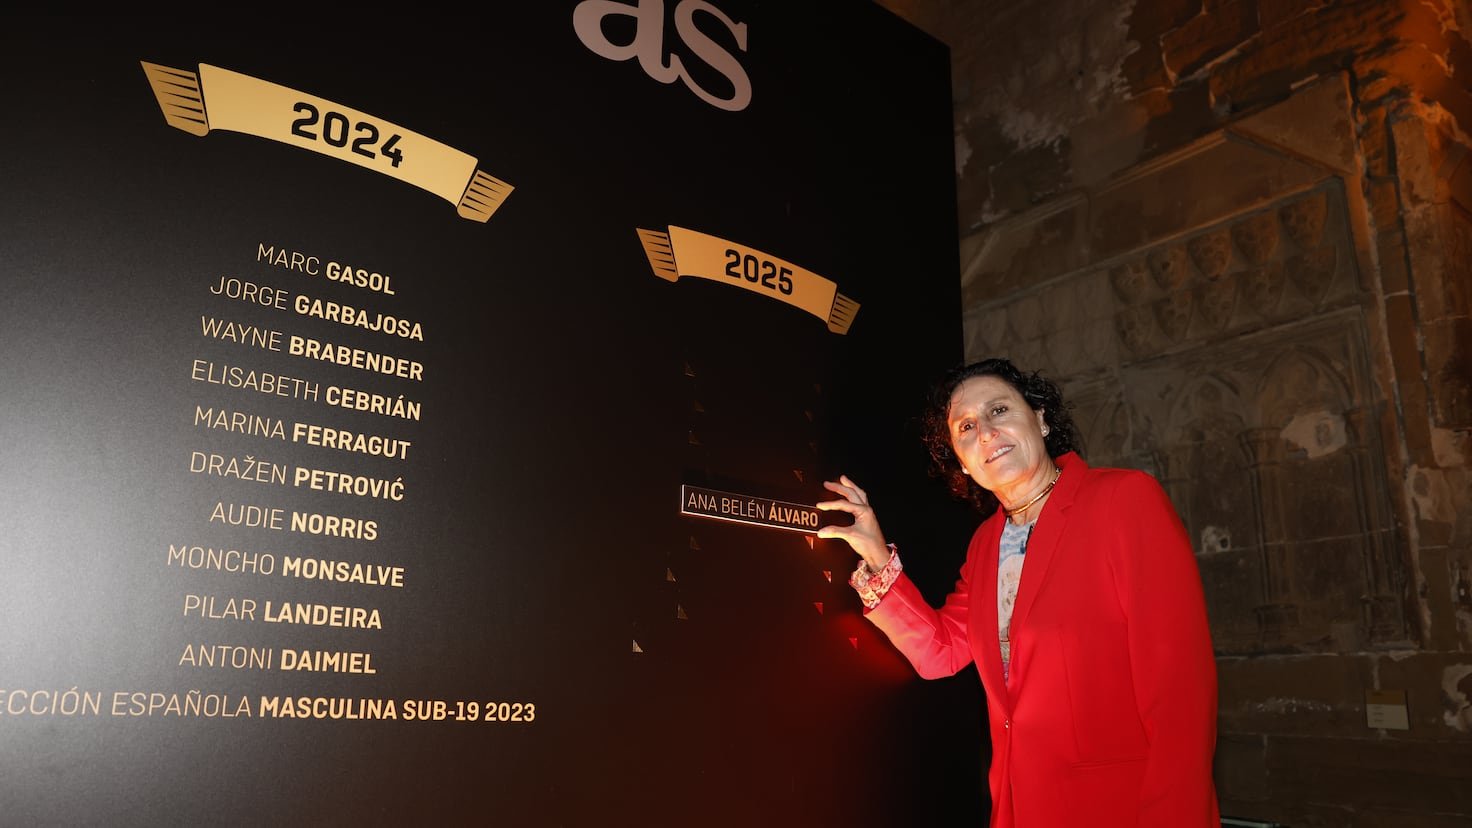 as
2024
MARC GASOL
JORGE GARBAJOSA
WAYNE BRABENDER
ELISABETH CEBRIÁN
MARINA FERRAGUT
DRAŽEN PETROVIĆ
AUDIE NORRIS
MONCHO MONSALVE
PILAR LANDEIRA
ANTONI DAIMIEL
ECCIÓN ESPAÑOLA MASCULINA SUB-19 2023
2025
ANA BELÉN ÁLVARO